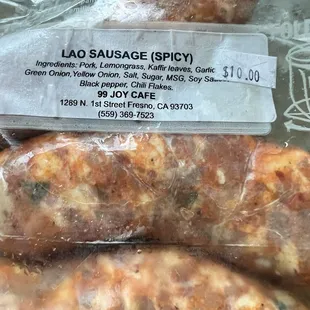 LAO SAUSAGE (SPICY)
Ingredients: Pork, Lemongrass, Kaffir leaves, Garlic
$10.00
Green Onion,Yellow Onion, Salt, Sugar, MSG, Soy
Black pepper, Chili Flakes.
99 JOY CAFE
1289 N. 1st Street Fresno, CA 93703
(559) 369-7523